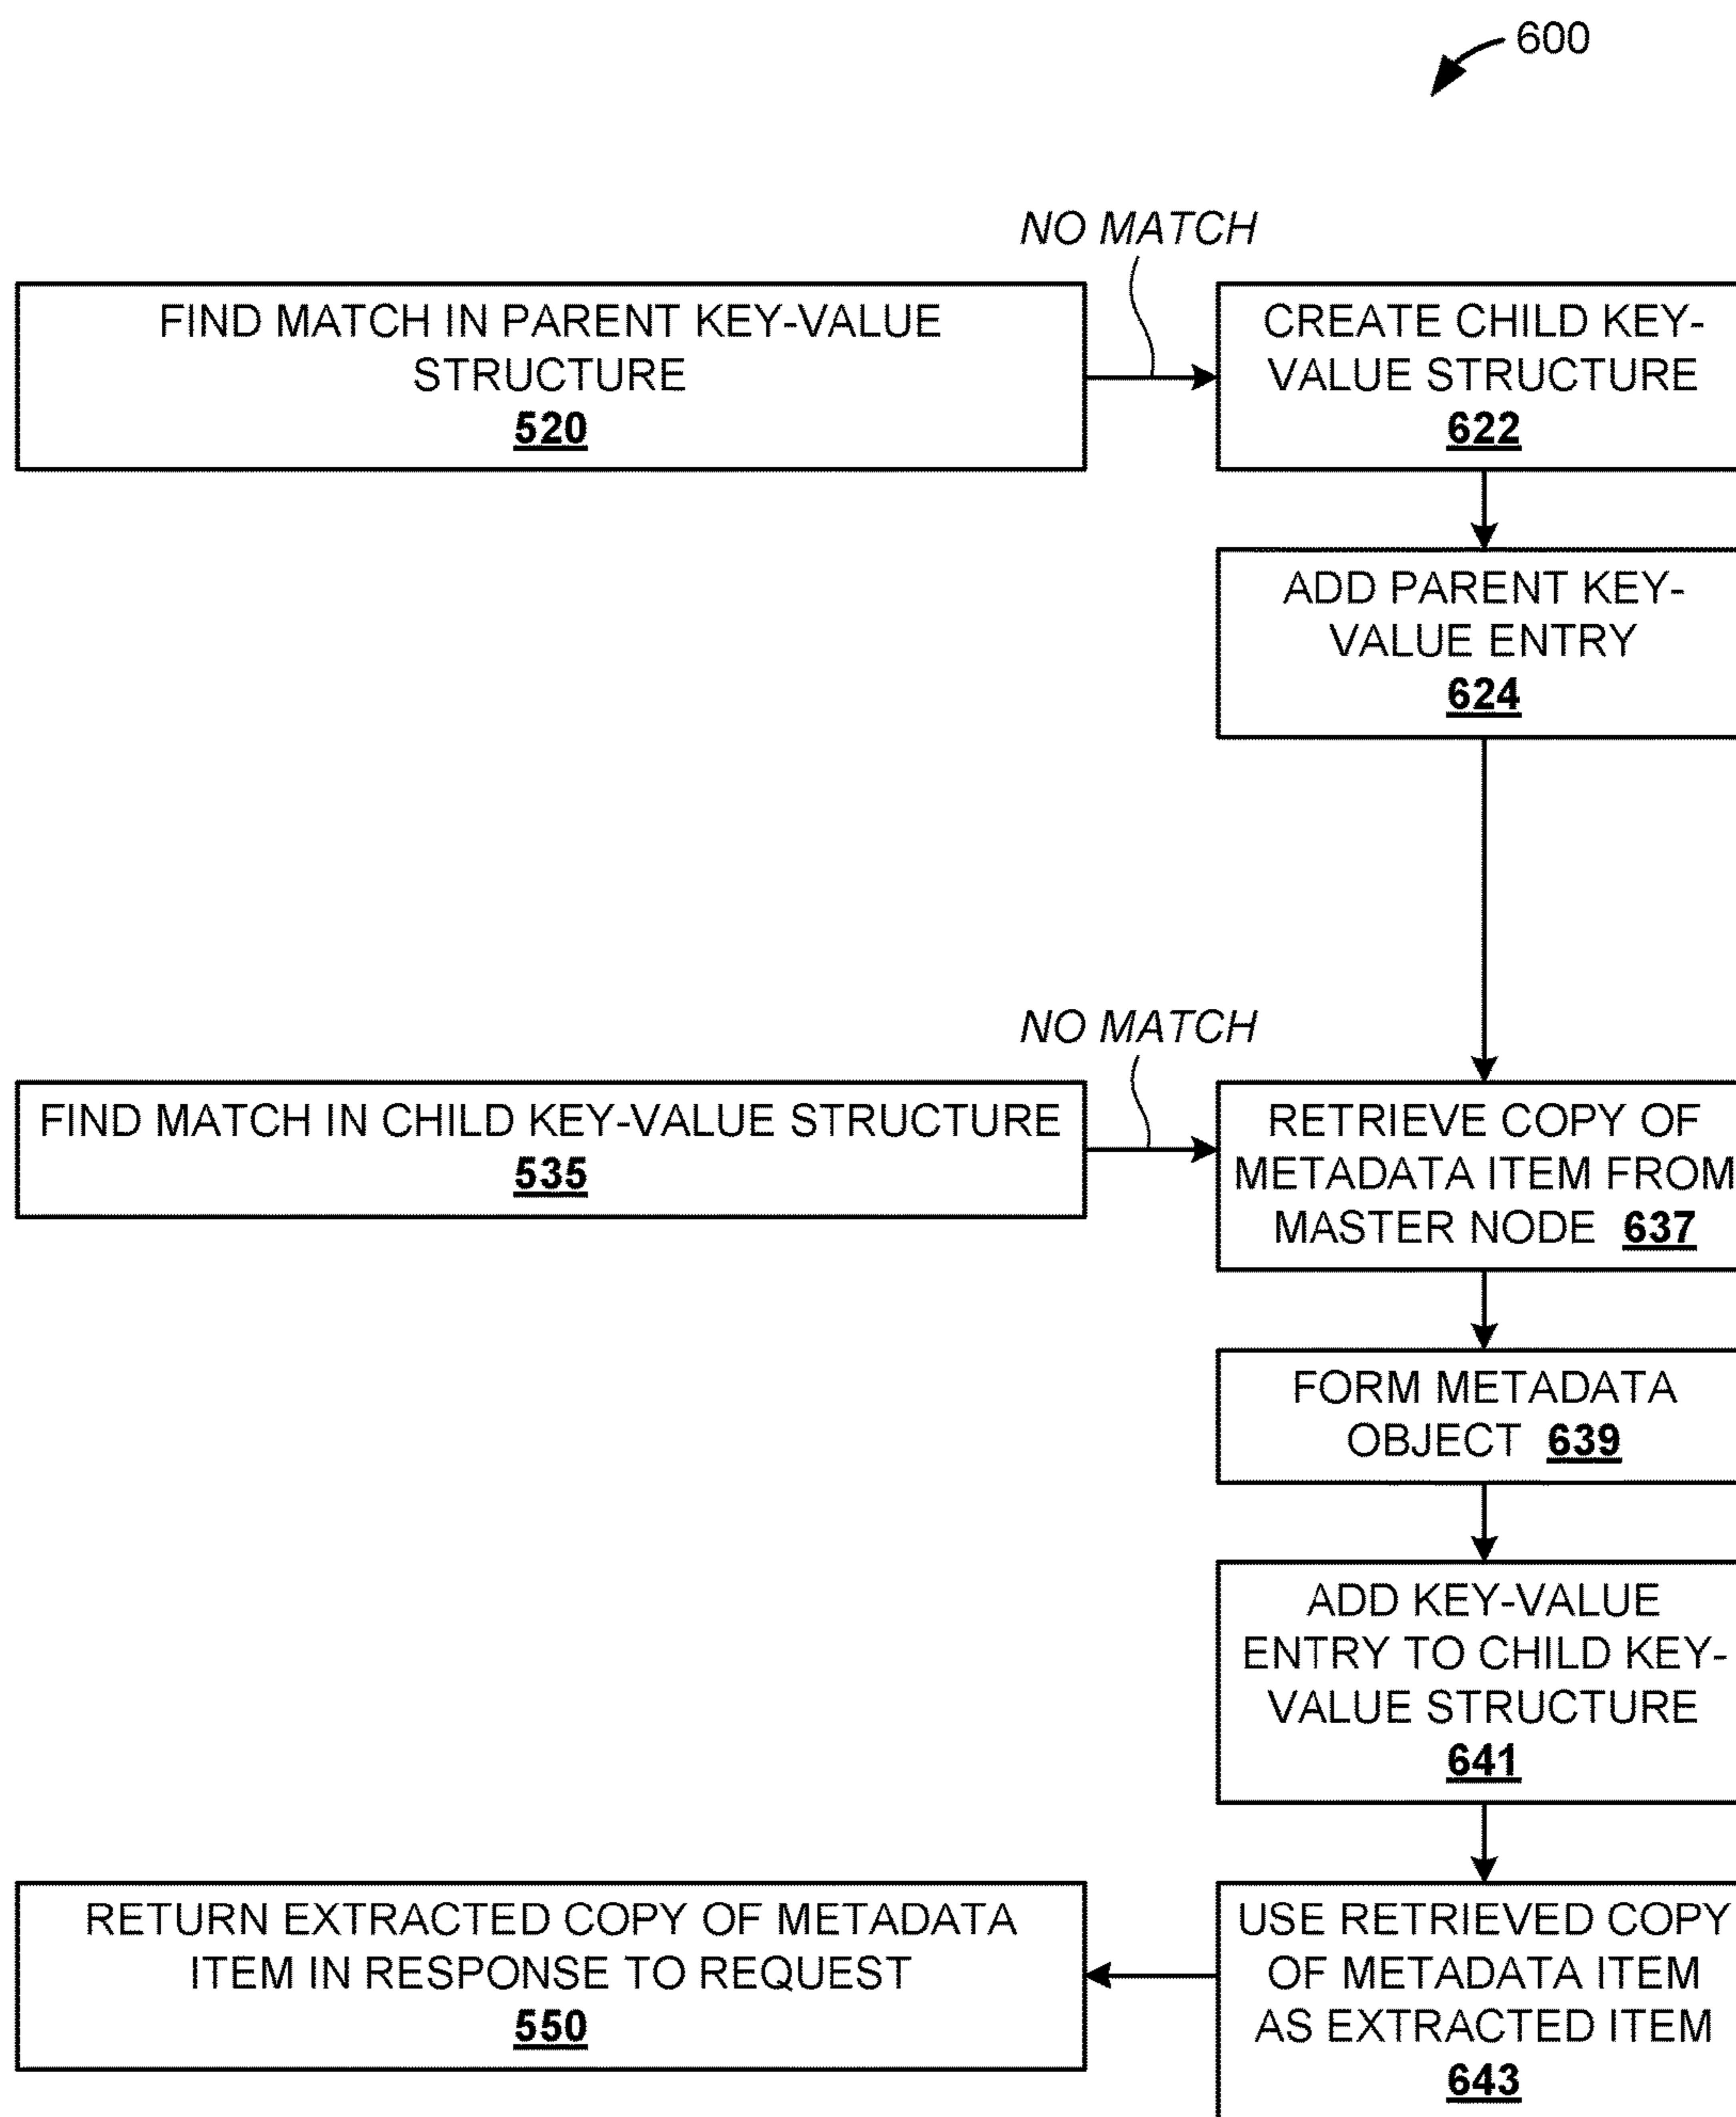 600
NO MATCH
FIND MATCH IN PARENT KEY-VALUE
STRUCTURE
520
CREATE CHILD KEY-
VALUE STRUCTURE
622
ADD PARENT KEY-
VALUE ENTRY
624
NO MATCH
FIND MATCH IN CHILD KEY-VALUE STRUCTURE
535
RETRIEVE COPY OF
METADATA ITEM FROM
MASTER NODE 637
FORM METADATA
OBJECT 639
ADD KEY-VALUE
ENTRY TO CHILD KEY-
VALUE STRUCTURE
641
RETURN EXTRACTED COPY OF METADATA
ITEM IN RESPONSE TO REQUEST
550
USE RETRIEVED COPY
OF METADATA ITEM
AS EXTRACTED ITEM
643